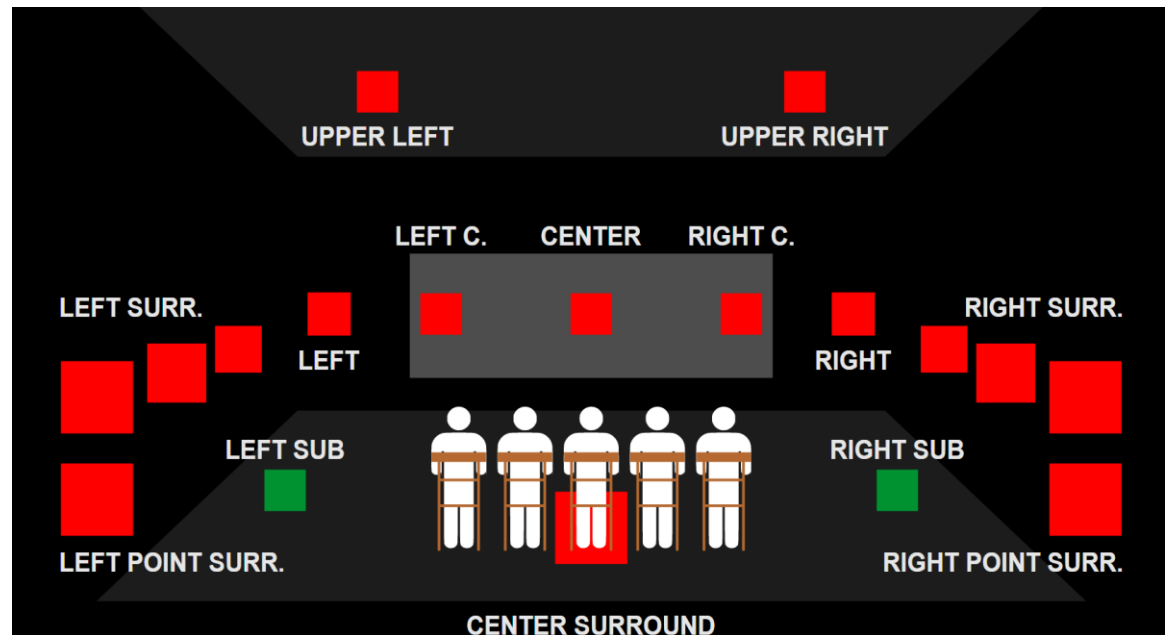 UPPER LEFT
UPPER RIGHT
LEFT C.
CENTER
RIGHT C.
LEFT SURR.
RIGHT SURR.
LEFT
RIGHT
LEFT SUB
RIGHT SUB
LEFT POINT SURR.
RIGHT POINT SURR.
CENTER SURROUND